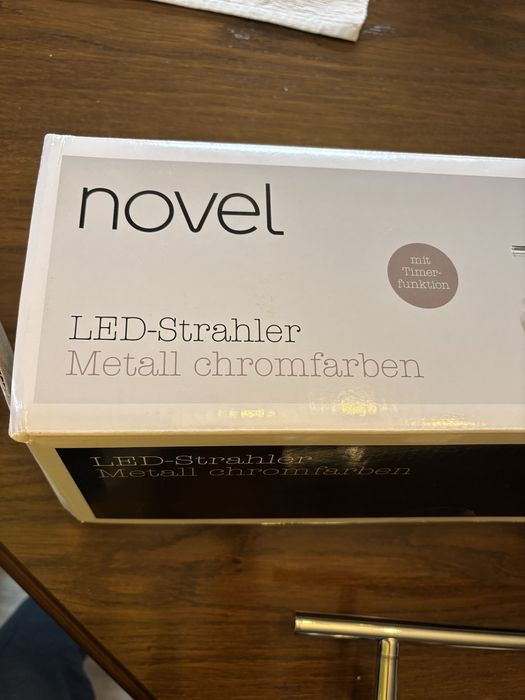 novel
mit
Timer-
funktion
LED-Strahler
Metall chromfarben
LED-Strahler
Metall chromfarben